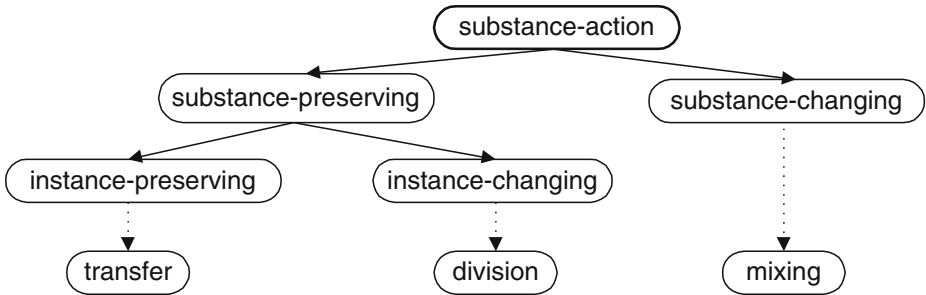 substance-action
substance-preserving
substance-changing
instance-preserving
instance-changing
transfer
division
mixing